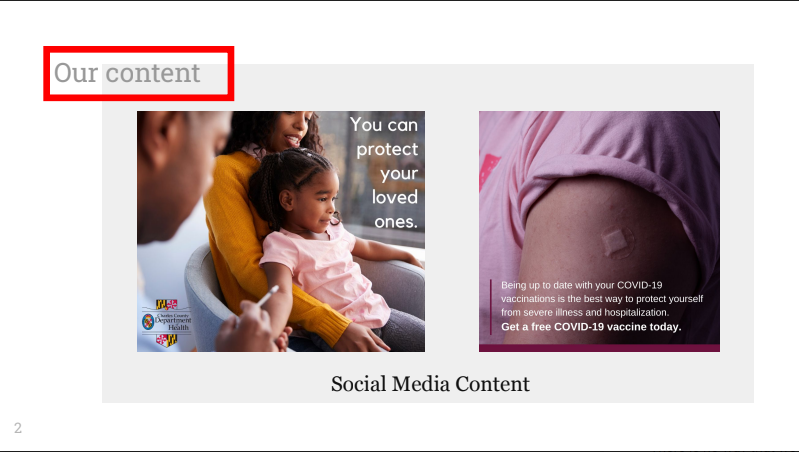 Our content
You can
protect
your
loved
ones.
Charles County
Department
of Health
Being up to date with your COVID-19
vaccinations is the best way to protect yourself
from severe illness and hospitalization.
Get a free COVID-19 vaccine today.
Social Media Content
2